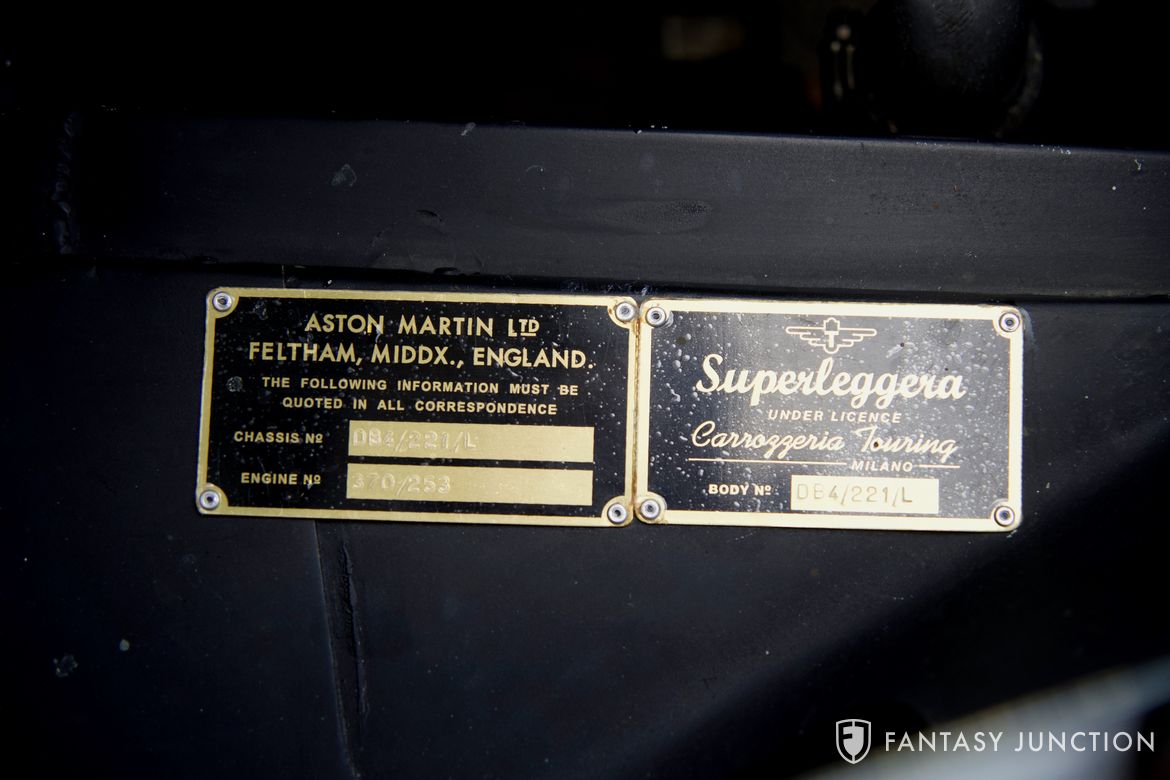 ASTON MARTIN LTD
FELTHAM, MIDDX., ENGLAND.
THE FOLLOWING INFORMATION MUST BE
QUOTED IN ALL CORRESPONDENCE
CHASSIS Nº DB4/221/L
ENGINE Nº 370/253
Superleggera
UNDER LICENCE
Carrozzeria Touring
MILANO
BODY Nº DB4/221/L
FANTASY JUNCTION